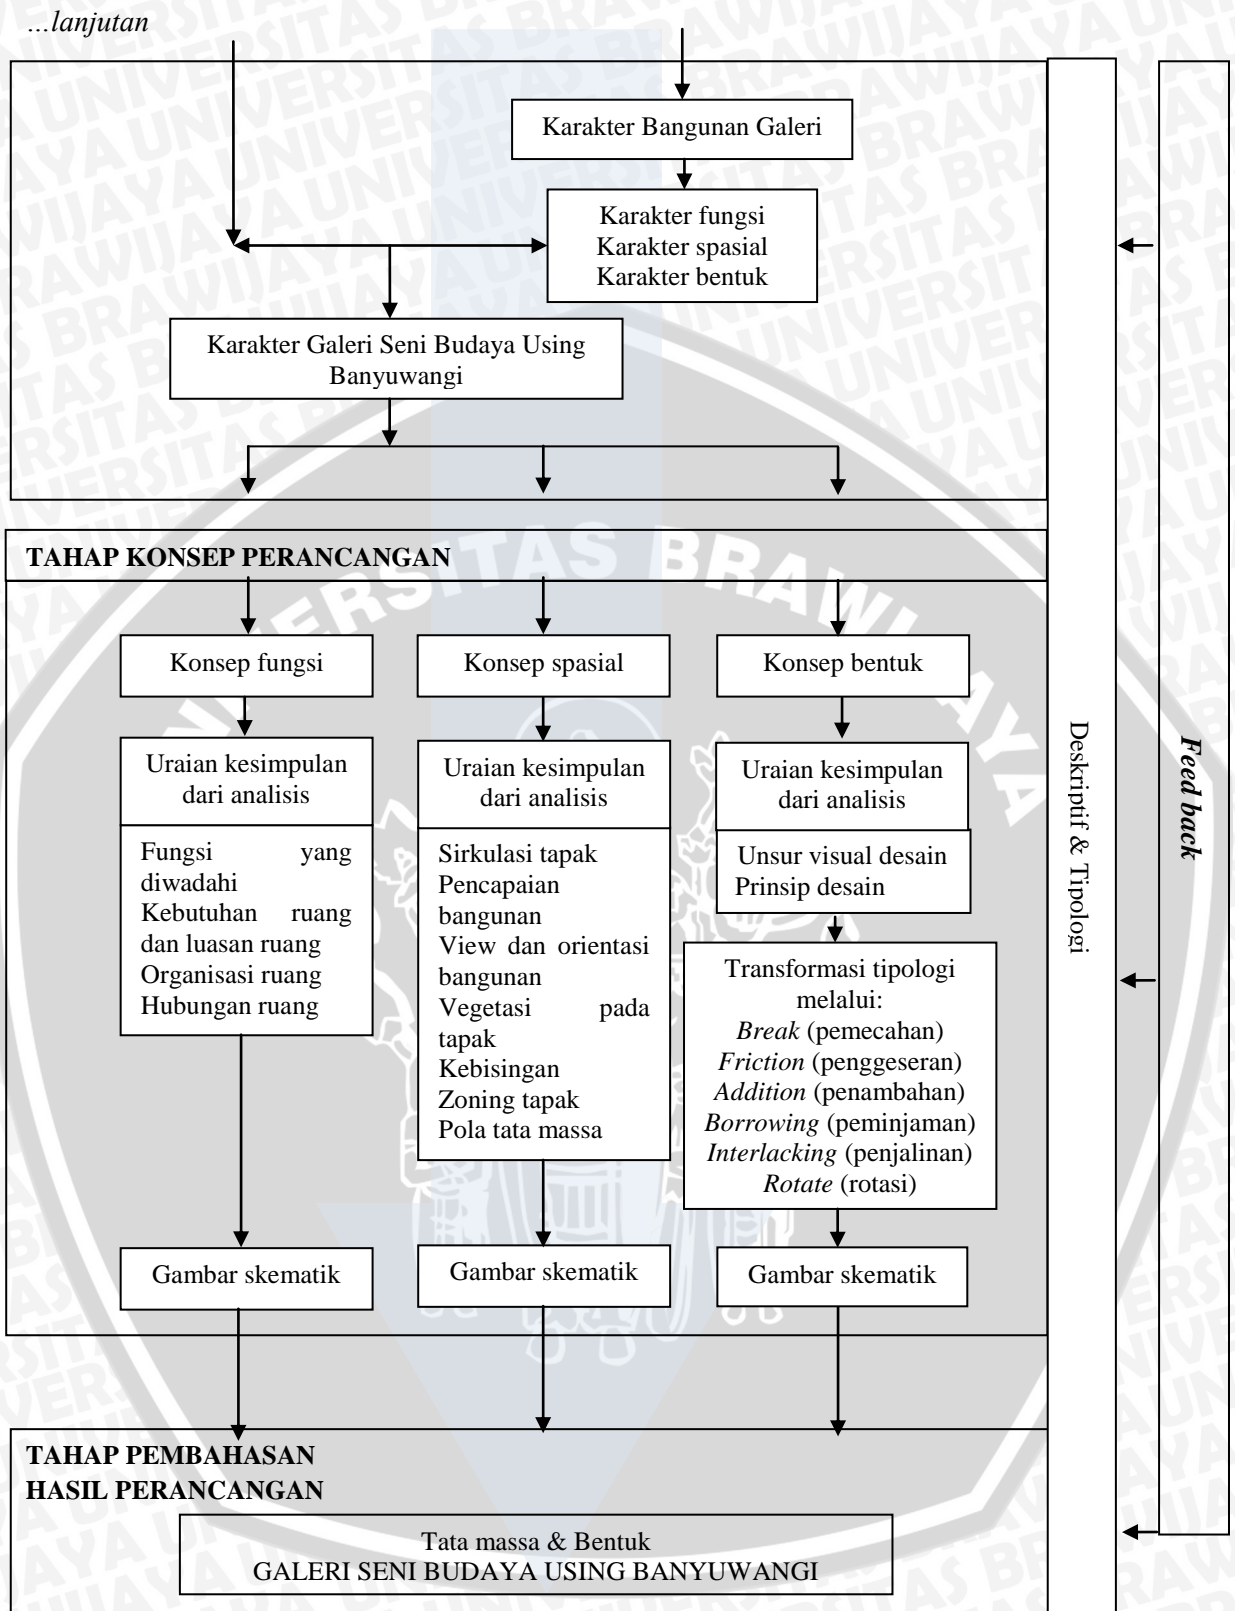 ...lanjutan
Karakter Bangunan Galeri
Karakter fungsi
Karakter spasial
Karakter bentuk
Karakter Galeri Seni Budaya Using
Banyuwangi
TAHAP KONSEP PERANCANGAN
Konsep fungsi
Uraian kesimpulan
dari analisis
Fungsi yang
diwadahi
Kebutuhan ruang
dan luasan ruang
Organisasi ruang
Hubungan ruang
Gambar skematik
Konsep spasial
Uraian kesimpulan
dari analisis
Sirkulasi tapak
Pencapaian
bangunan
View dan orientasi
bangunan
Vegetasi pada
tapak
Kebisingan
Zoning tapak
Pola tata massa
Gambar skematik
Konsep bentuk
Uraian kesimpulan
dari analisis
Unsur visual desain
Prinsip desain
Transformasi tipologi
melalui:
Break (pemecahan)
Friction (penggeseran)
Addition (penambahan)
Borrowing (peminjaman)
Interlacking (penjalinan)
Rotate (rotasi)
Gambar skematik
TAHAP PEMBAHASAN
HASIL PERANCANGAN
Tata massa & Bentuk
GALERI SENI BUDAYA USING BANYUWANGI
Deskriptif & Tipologi
Feed back
UNIVERSITAS BRAWIJAYA